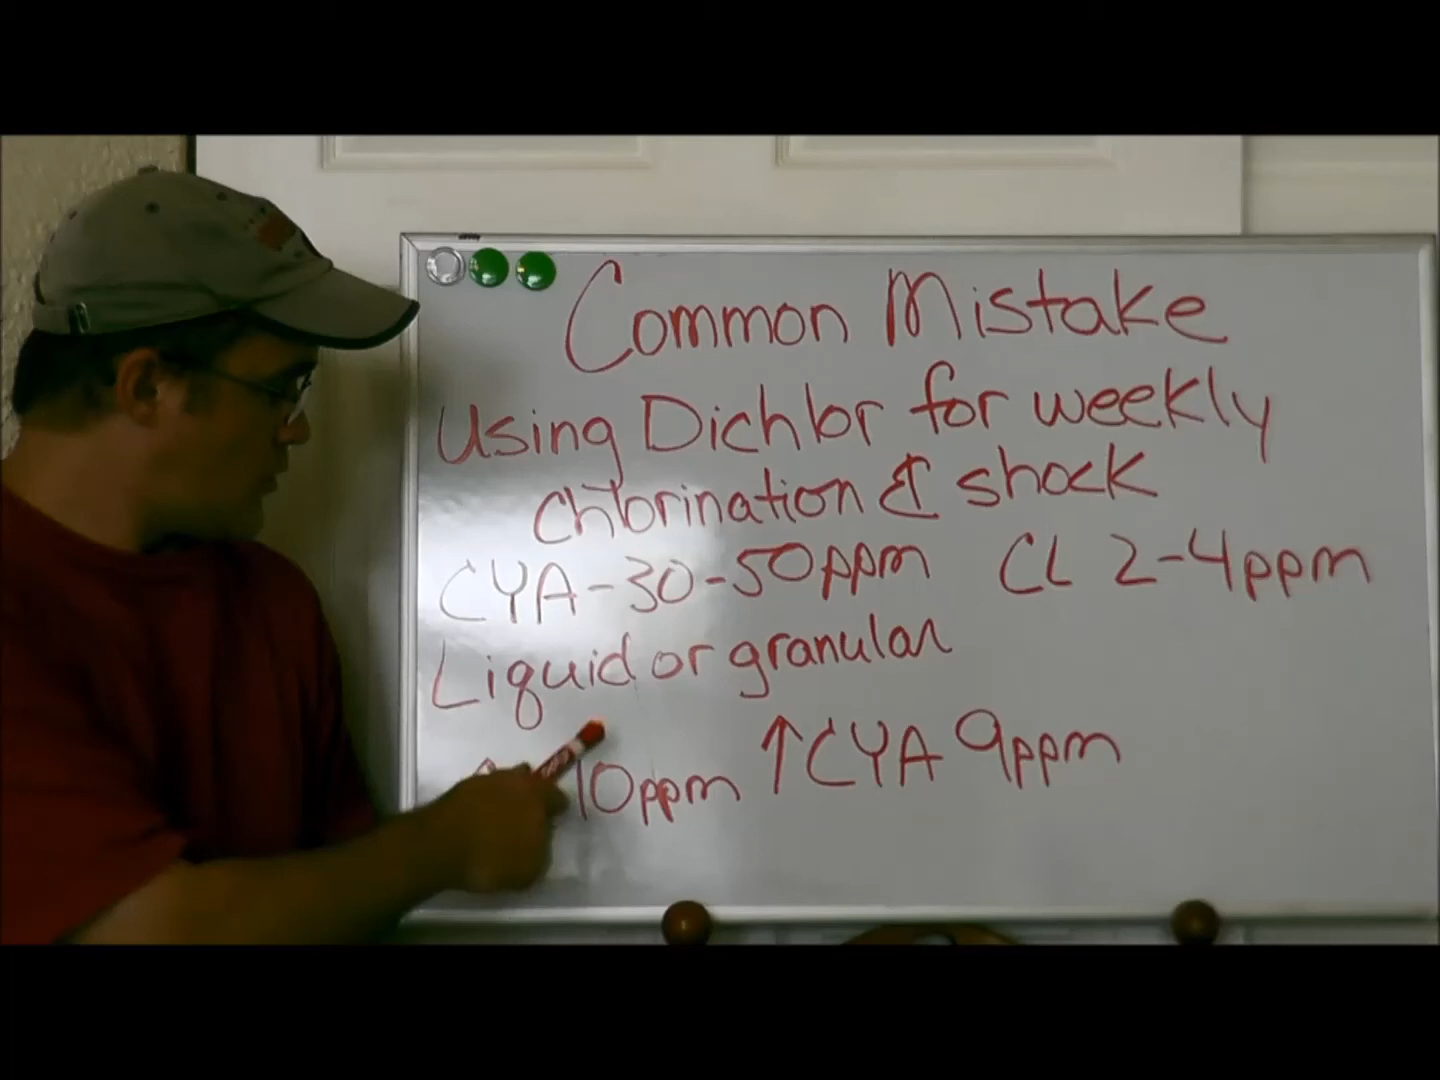 Common Mistake
Using Dichlor for weekly
Chlorination & shock
CYA-30-50ppm CL 2-4ppm
Liquid or granular
10ppm ↑CYA 9ppm